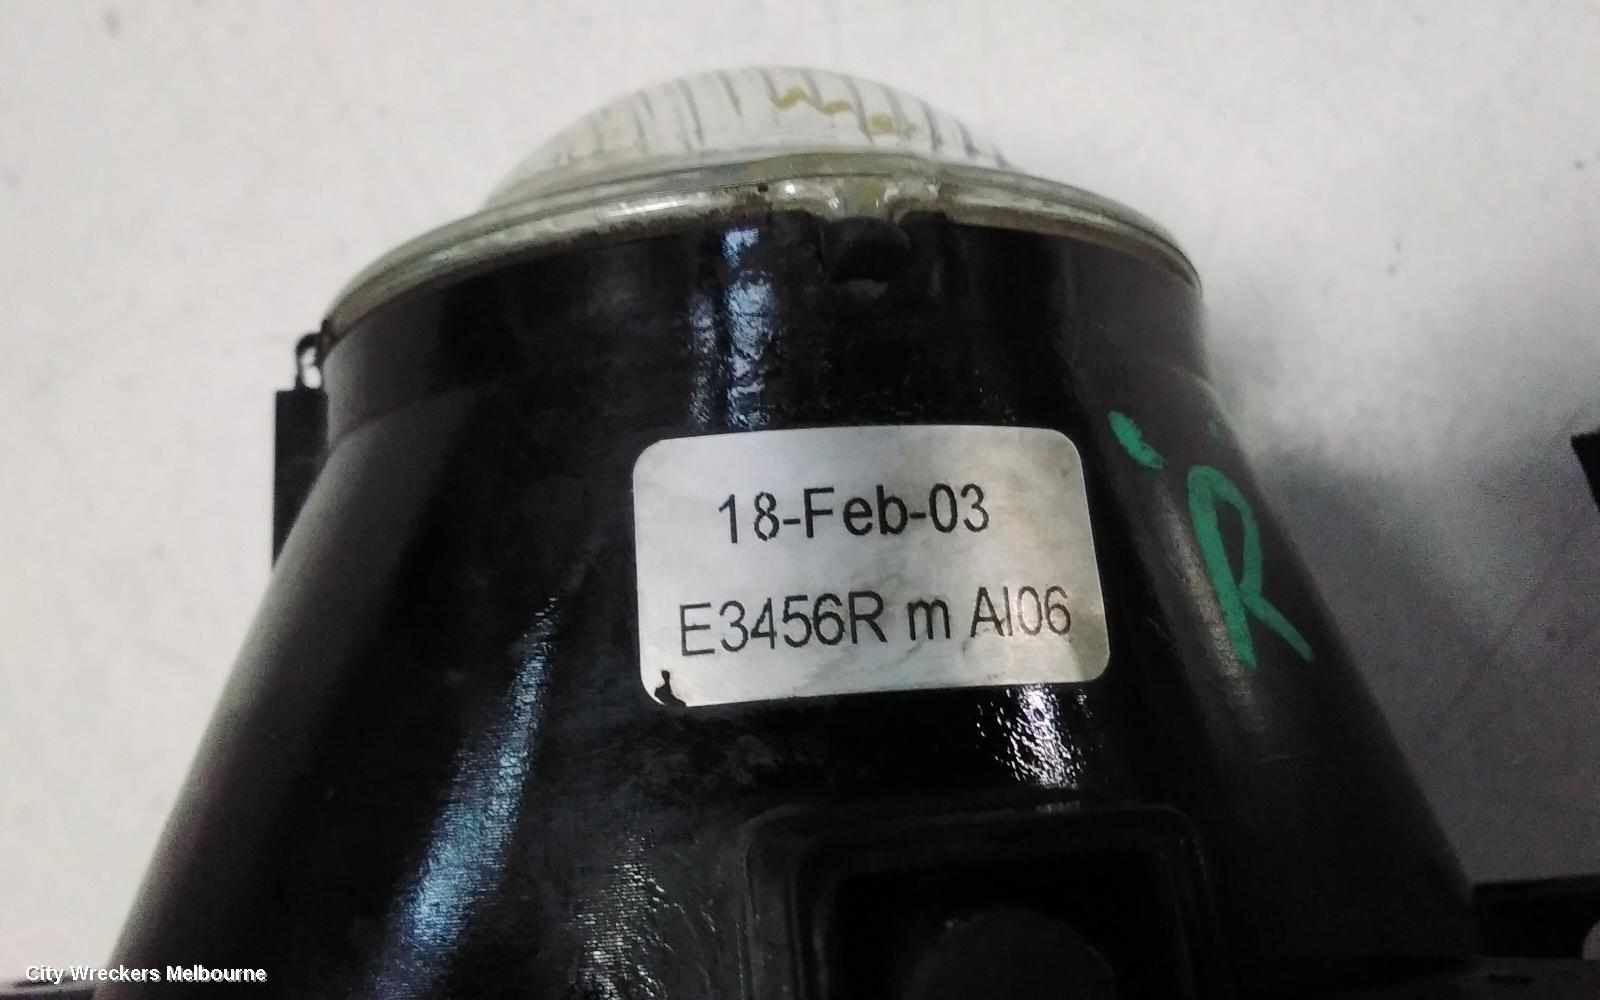 18-Feb-03
E3456R m AI06
R
City Wreckers Melbourne